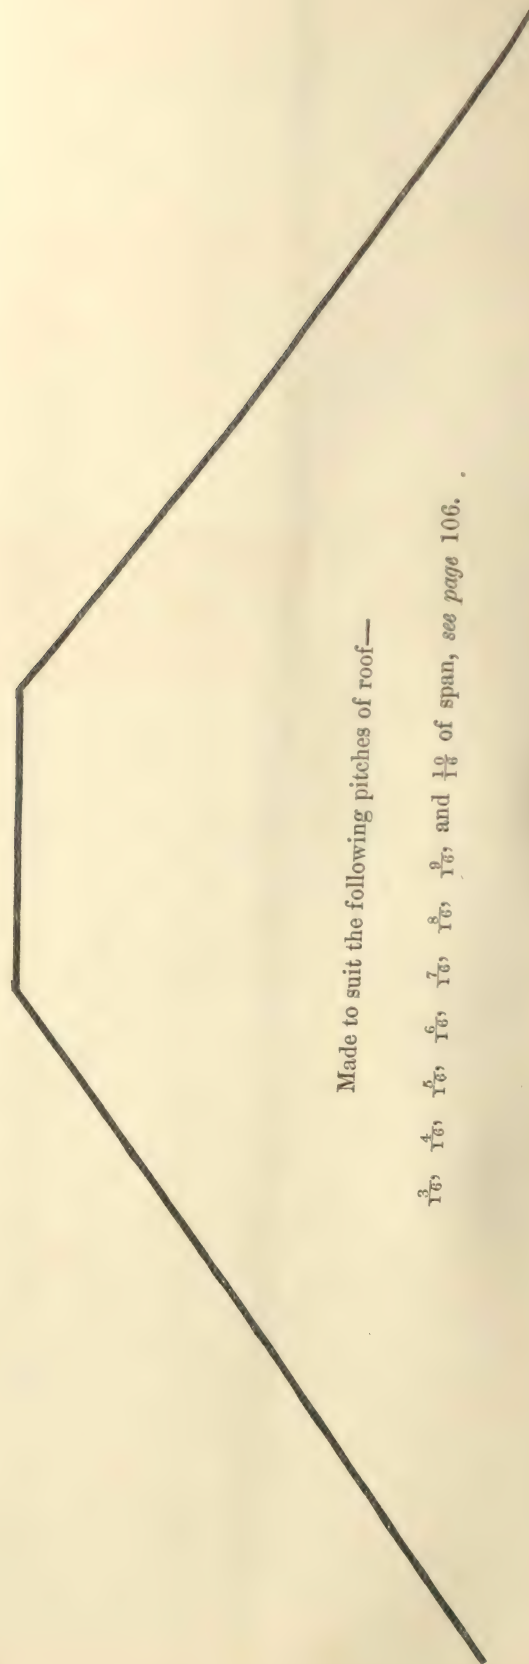 Made to suit the following pitches of roof—
3/16, 4/16, 5/16, 6/16, 7/16, 8/16, 9/16, and 10/16 of span, see page 106.